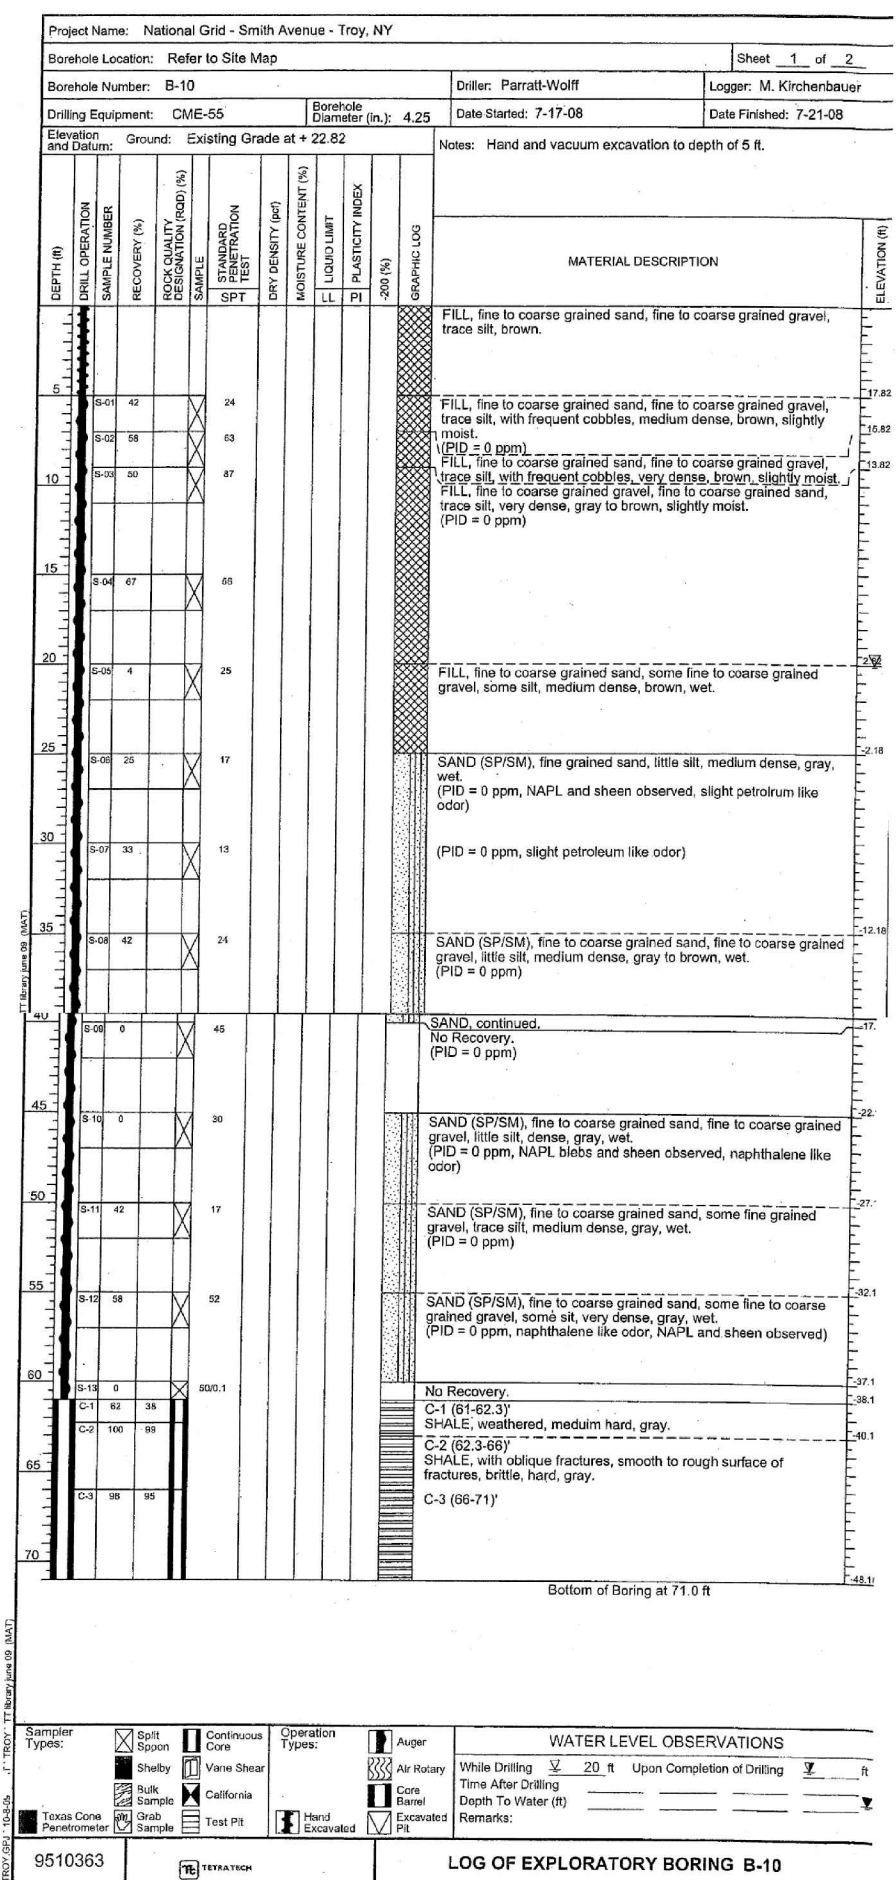 Project Name: National Grid - Smith Avenue - Troy, NY
Borehole Location: Refer to Site Map
Sheet 1 of 2
Borehole Number: B-10
Driller: Parratt-Wolff
Logger: M. Kirchenbauer
Drilling Equipment: CME-55
Borehole Diameter (in.): 4.25
Date Started: 7-17-08
Date Finished: 7-21-08
Elevation and Datum: Ground: Existing Grade at + 22.82
Notes: Hand and vacuum excavation to depth of 5 ft.
DEPTH (ft)
DRILL OPERATION
SAMPLE NUMBER
RECOVERY (%)
ROCK QUALITY DESIGNATION (RQD) (%)
SAMPLE
STANDARD PENETRATION TEST
SPT
DRY DENSITY (pcf)
MOISTURE CONTENT (%)
LIQUID LIMIT
LL
PLASTICITY INDEX
PI
-200 (%)
GRAPHIC LOG
MATERIAL DESCRIPTION
ELEVATION (ft)
FILL, fine to coarse grained sand, fine to coarse grained gravel,
trace silt, brown.
5
17.82
S-01 42 24
FILL, fine to coarse grained sand, fine to coarse grained gravel,
trace silt, with frequent cobbles, medium dense, brown, slightly
moist.
15.82
(PID = 0 ppm)
S-02 58 63
FILL, fine to coarse grained sand, fine to coarse grained gravel,
trace silt, with frequent cobbles, very dense, brown, slightly moist.
13.82
S-03 50 87
10
FILL, fine to coarse grained gravel, fine to coarse grained sand,
trace silt, very dense, gray to brown, slightly moist.
(PID = 0 ppm)
15
S-04 67 66
20
2.82
S-05 4 25
FILL, fine to coarse grained sand, some fine to coarse grained
gravel, some silt, medium dense, brown, wet.
25
-2.18
S-06 25 17
SAND (SP/SM), fine grained sand, little silt, medium dense, gray,
wet.
(PID = 0 ppm, NAPL and sheen observed, slight petrolrum like
odor)
30
S-07 33 13
(PID = 0 ppm, slight petroleum like odor)
35
-12.18
S-08 42 24
SAND (SP/SM), fine to coarse grained sand, fine to coarse grained
gravel, little silt, medium dense, gray to brown, wet.
(PID = 0 ppm)
TT library june 09 (MAT)
40
SAND, continued.
-17.
S-09 0 45
No Recovery.
(PID = 0 ppm)
45
-22.
S-10 0 30
SAND (SP/SM), fine to coarse grained sand, fine to coarse grained
gravel, little silt, dense, gray, wet.
(PID = 0 ppm, NAPL blebs and sheen observed, naphthalene like
odor)
50
-27.
S-11 42 17
SAND (SP/SM), fine to coarse grained sand, some fine grained
gravel, trace silt, medium dense, gray, wet.
(PID = 0 ppm)
55
-32.1
S-12 58 52
SAND (SP/SM), fine to coarse grained sand, some fine to coarse
grained gravel, some sit, very dense, gray, wet.
(PID = 0 ppm, naphthalene like odor, NAPL and sheen observed)
60
-37.1
S-13 0 50/0.1
No Recovery.
-38.1
C-1 62 38
C-1 (61-62.3)'
SHALE, weathered, meduim hard, gray.
-40.1
C-2 100 99
C-2 (62.3-66)'
SHALE, with oblique fractures, smooth to rough surface of
fractures, brittle, hard, gray.
65
C-3 98 95
C-3 (66-71)'
70
-48.1
Bottom of Boring at 71.0 ft
TROY TT library june 09 (MAT)
Sampler Types:
Split Sppon
Shelby
Bulk Sample
Grab Sample
Texas Cone Penetrometer
Continuous Core
Vane Shear
California
Test Pit
Operation Types:
Hand Excavated
Auger
Air Rotary
Core Barrel
Excavated Pit
WATER LEVEL OBSERVATIONS
While Drilling 20 ft Upon Completion of Drilling ft
Time After Drilling
Depth To Water (ft)
Remarks:
9510363
TETRATECH
LOG OF EXPLORATORY BORING B-10